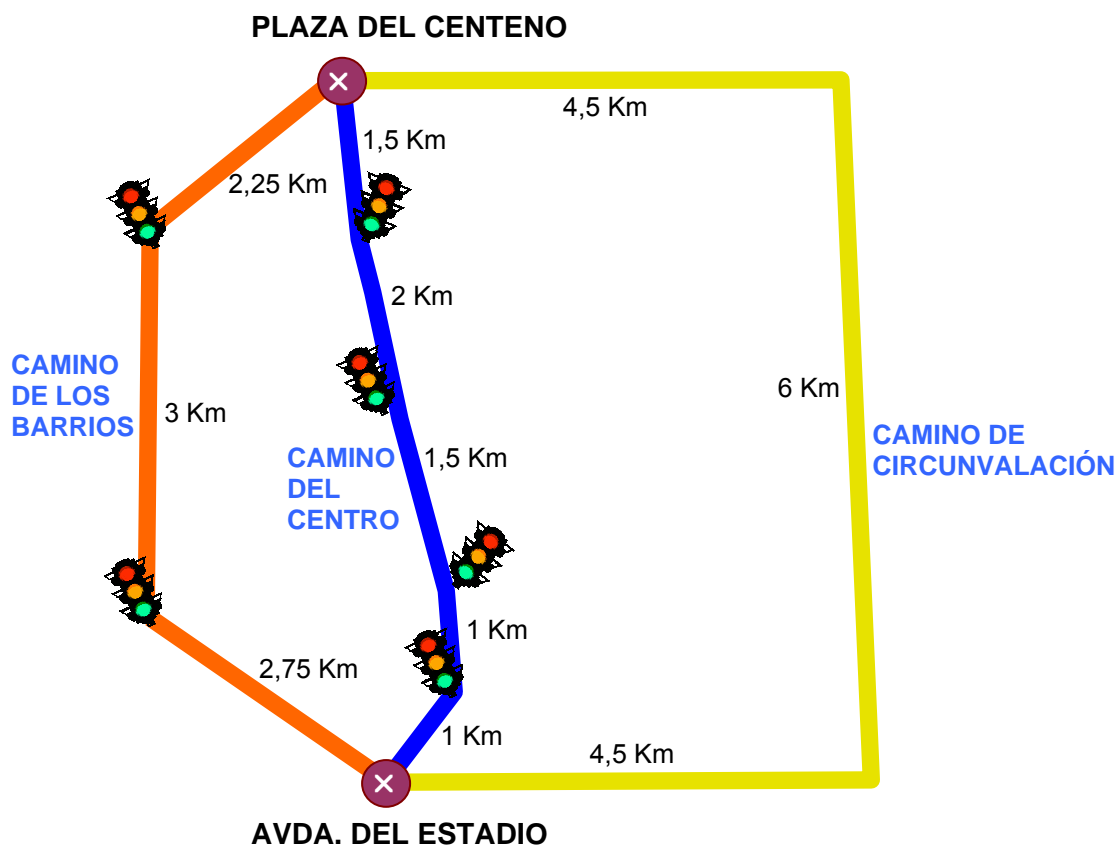 PLAZA DEL CENTENO
4,5 Km
1,5 Km
2,25 Km
2 Km
CAMINO
DE LOS
BARRIOS
3 Km
6 Km
CAMINO DE
CIRCUNVALACIÓN
CAMINO
DEL
CENTRO
1,5 Km
1 Km
2,75 Km
1 Km
4,5 Km
AVDA. DEL ESTADIO